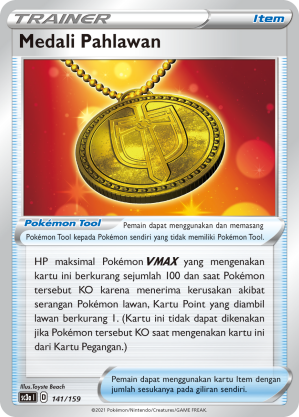 TRAINER Item
Medali Pahlawan
Pokémon Tool Pemain dapat menggunakan dan memasang
Pokémon Tool kepada Pokémon sendiri yang tidak memiliki Pokémon Tool.
HP maksimal Pokémon VMAX yang mengenakan
kartu ini berkurang sejumlah 100 dan saat Pokémon
tersebut KO karena menerima kerusakan akibat
serangan Pokémon lawan, Kartu Point yang diambil
lawan berkurang 1. (Kartu ini tidak dapat dikenakan
jika Pokémon tersebut KO saat mengenakan kartu ini
dari Kartu Pegangan.)
Illus. Toyste Beach
sc3a I D 141/159
Pemain dapat menggunakan kartu Item dengan
jumlah sesukanya pada giliran sendiri.
©2021 Pokémon/Nintendo/Creatures/GAME FREAK.